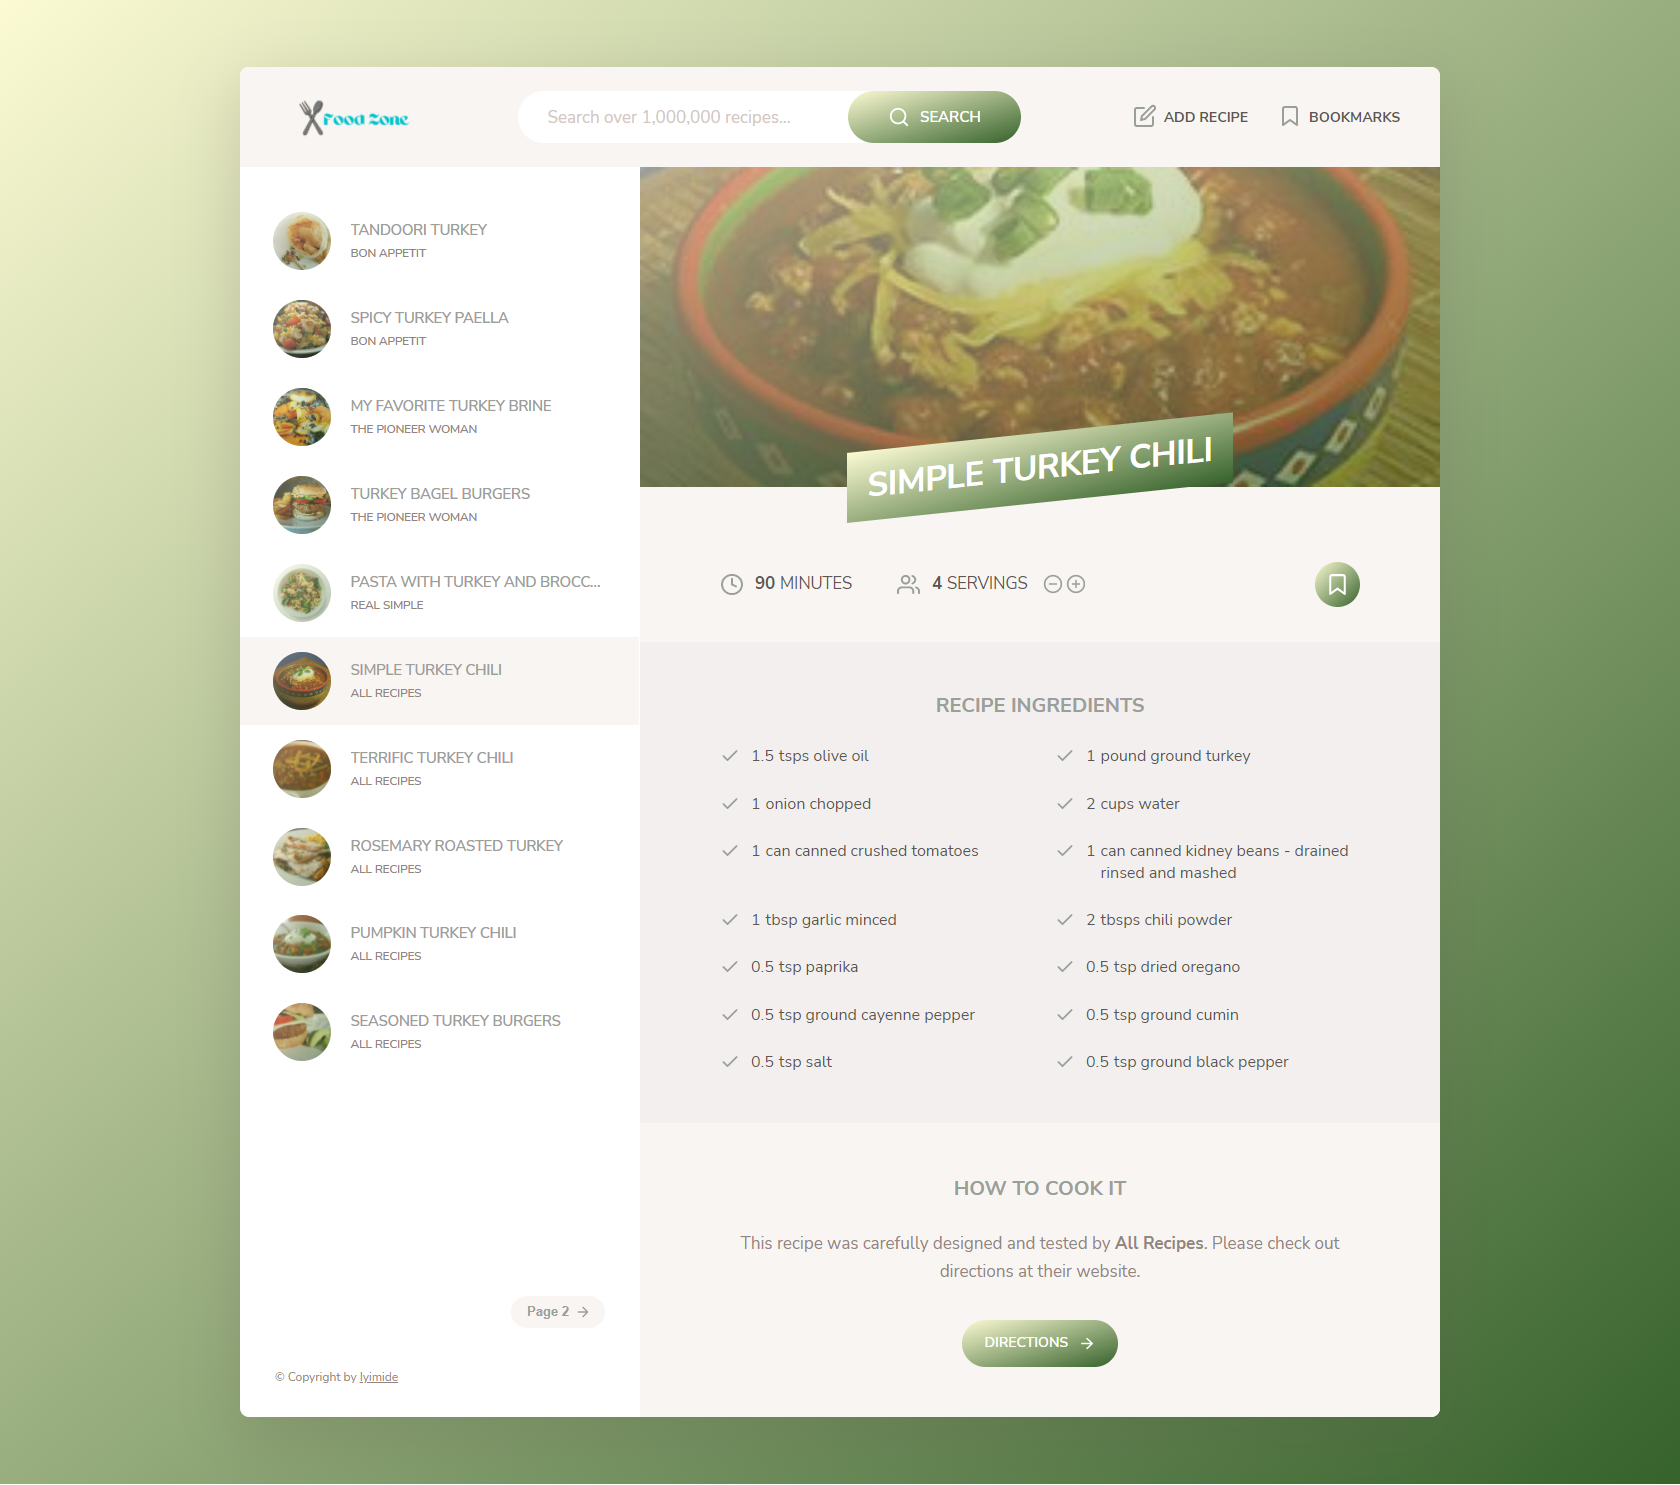 Food Zone
Search over 1,000,000 recipes...
SEARCH
ADD RECIPE
BOOKMARKS
TANDOORI TURKEY
BON APPETIT
SPICY TURKEY PAELLA
BON APPETIT
MY FAVORITE TURKEY BRINE
THE PIONEER WOMAN
TURKEY BAGEL BURGERS
THE PIONEER WOMAN
PASTA WITH TURKEY AND BROCC...
REAL SIMPLE
SIMPLE TURKEY CHILI
ALL RECIPES
TERRIFIC TURKEY CHILI
ALL RECIPES
ROSEMARY ROASTED TURKEY
ALL RECIPES
PUMPKIN TURKEY CHILI
ALL RECIPES
SEASONED TURKEY BURGERS
ALL RECIPES
Page 2
© Copyright by Iyimide
SIMPLE TURKEY CHILI
90 MINUTES
4 SERVINGS
RECIPE INGREDIENTS
1.5 tsps olive oil
1 pound ground turkey
1 onion chopped
2 cups water
1 can canned crushed tomatoes
1 can canned kidney beans - drained
rinsed and mashed
1 tbsp garlic minced
2 tbsps chili powder
0.5 tsp paprika
0.5 tsp dried oregano
0.5 tsp ground cayenne pepper
0.5 tsp ground cumin
0.5 tsp salt
0.5 tsp ground black pepper
HOW TO COOK IT
This recipe was carefully designed and tested by All Recipes. Please check out
directions at their website.
DIRECTIONS